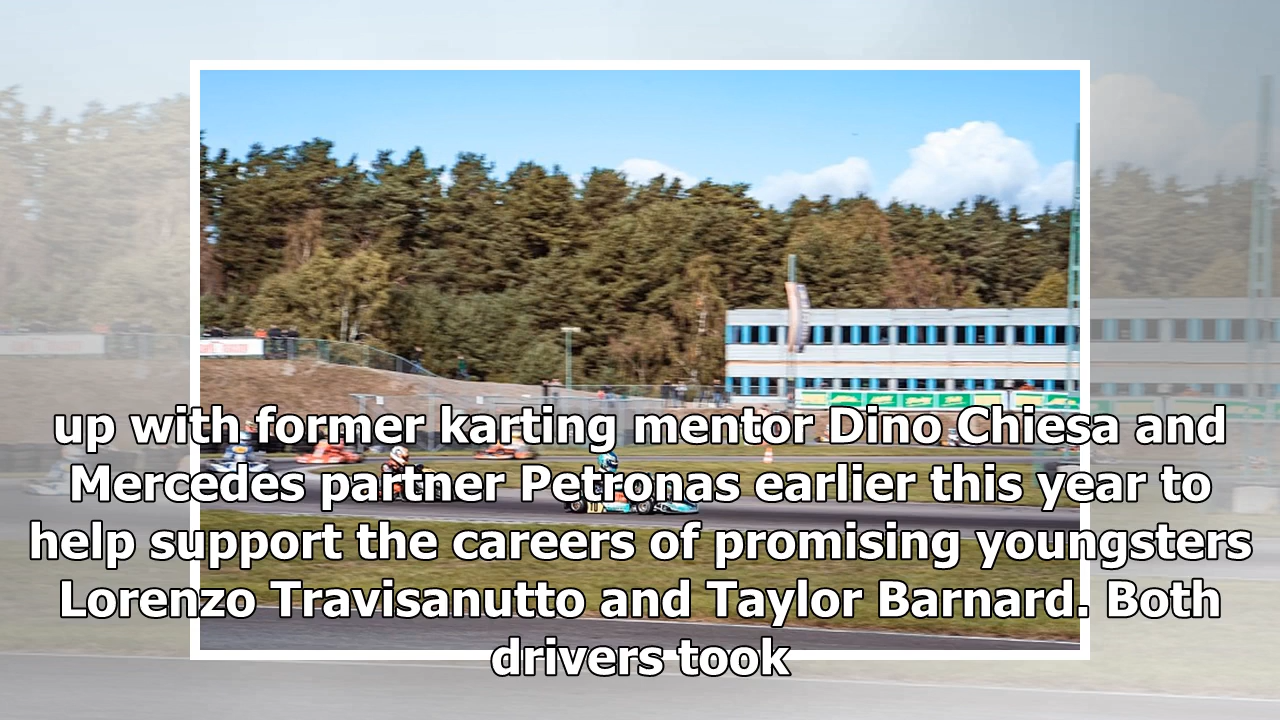 up with former karting mentor Dino Chiesa and
Mercedes partner Petronas earlier this year to
help support the careers of promising youngsters
Lorenzo Travisanutto and Taylor Barnard. Both
drivers took